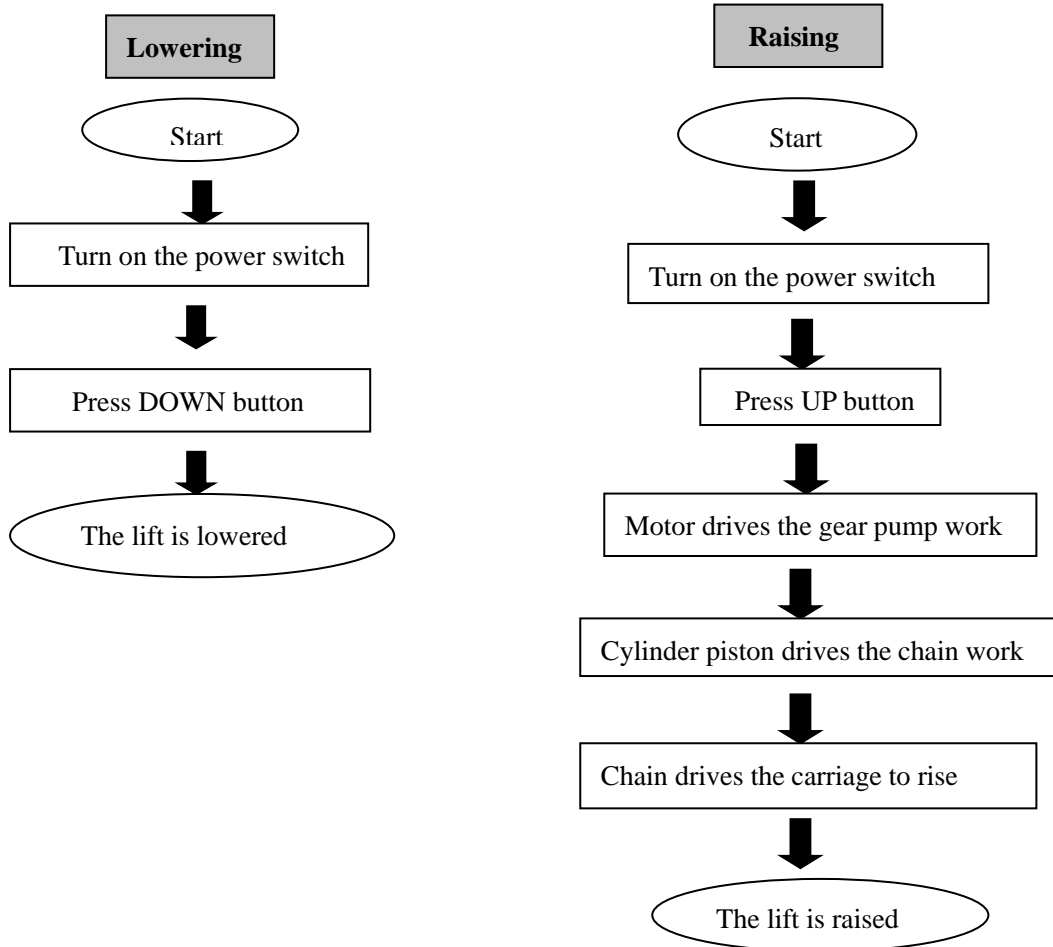 Lowering
Start
Turn on the power switch
Press DOWN button
The lift is lowered
Raising
Start
Turn on the power switch
Press UP button
Motor drives the gear pump work
Cylinder piston drives the chain work
Chain drives the carriage to rise
The lift is raised